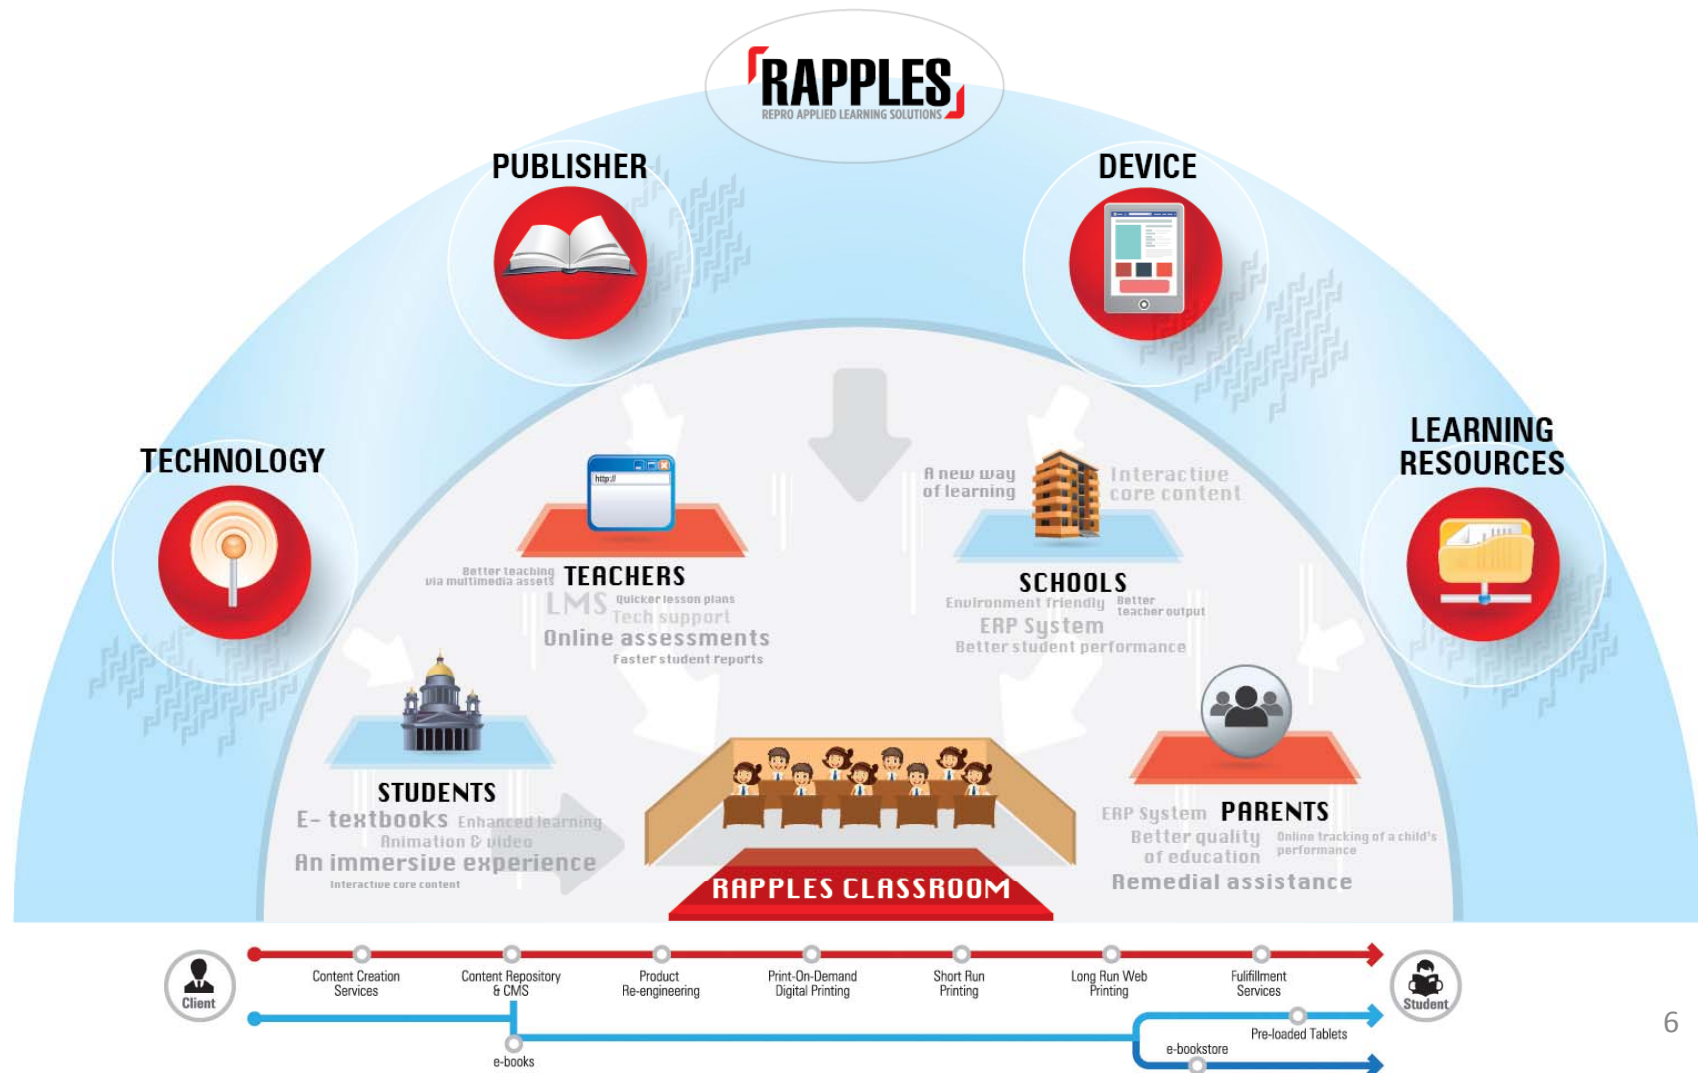 RAPPLES
REPRO APPLIED LEARNING SOLUTIONS
PUBLISHER
DEVICE
TECHNOLOGY
LEARNING
RESOURCES
http://
A new way
of learning
Interactive
core content
Better teaching
via multimedia assets
TEACHERS
LMS
Quicker lesson plans
Tech support
Online assessments
Faster student reports
SCHOOLS
Environment friendly
Better
teacher output
ERP System
Better student performance
STUDENTS
E- textbooks
Enhanced learning
Animation & video
An immersive experience
Interactive core content
ERP System
PARENTS
Better quality
of education
Online tracking of a child's
performance
Remedial assistance
RAPPLES CLASSROOM
Client
Content Creation
Services
Content Repository
& CMS
Product
Re-engineering
Print-On-Demand
Digital Printing
Short Run
Printing
Long Run Web
Printing
Fulifillment
Services
Student
e-books
Pre-loaded Tablets
e-bookstore
6